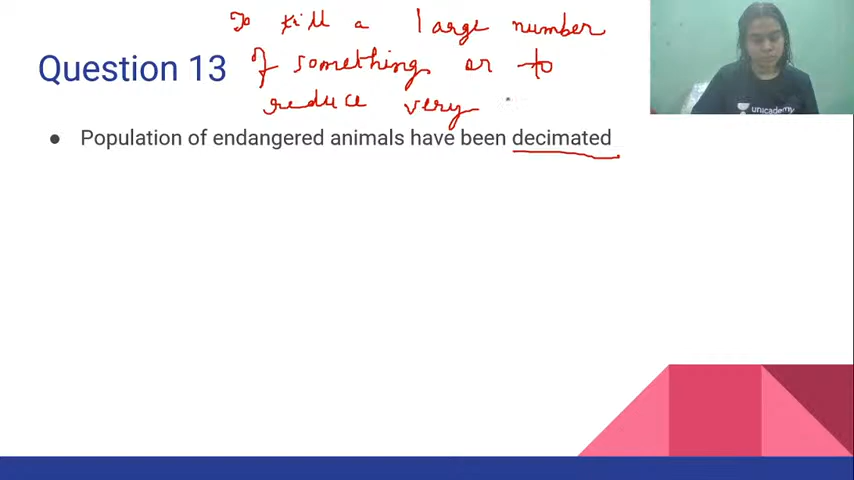 To kill a large number
Question 13 of something or to
reduce very
● Population of endangered animals have been decimated
unacademy